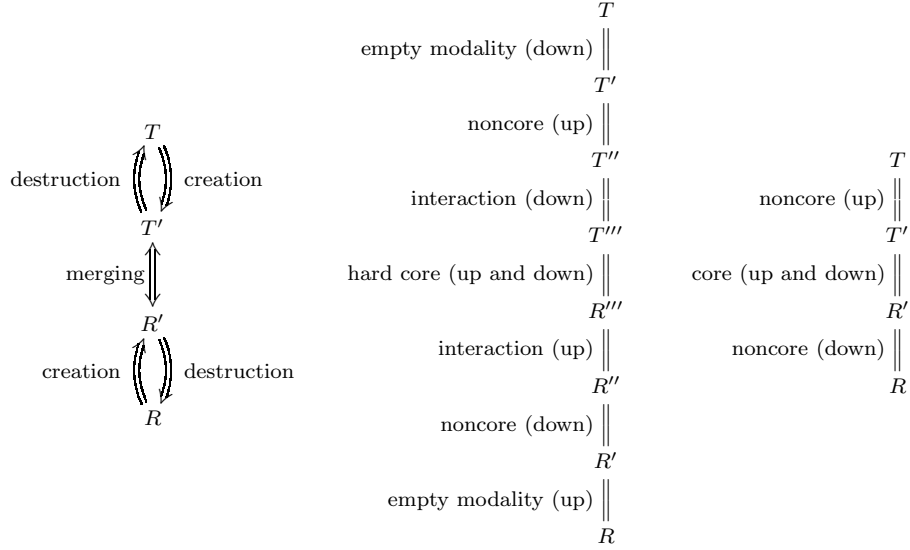 T
destruction creation
T′
merging
R′
creation destruction
R
T
empty modality (down)
T′
noncore (up)
T′′
interaction (down)
T′′′
hard core (up and down)
R′′′
interaction (up)
R′′
noncore (down)
R′
empty modality (up)
R
T
noncore (up)
T′
core (up and down)
R′
noncore (down)
R